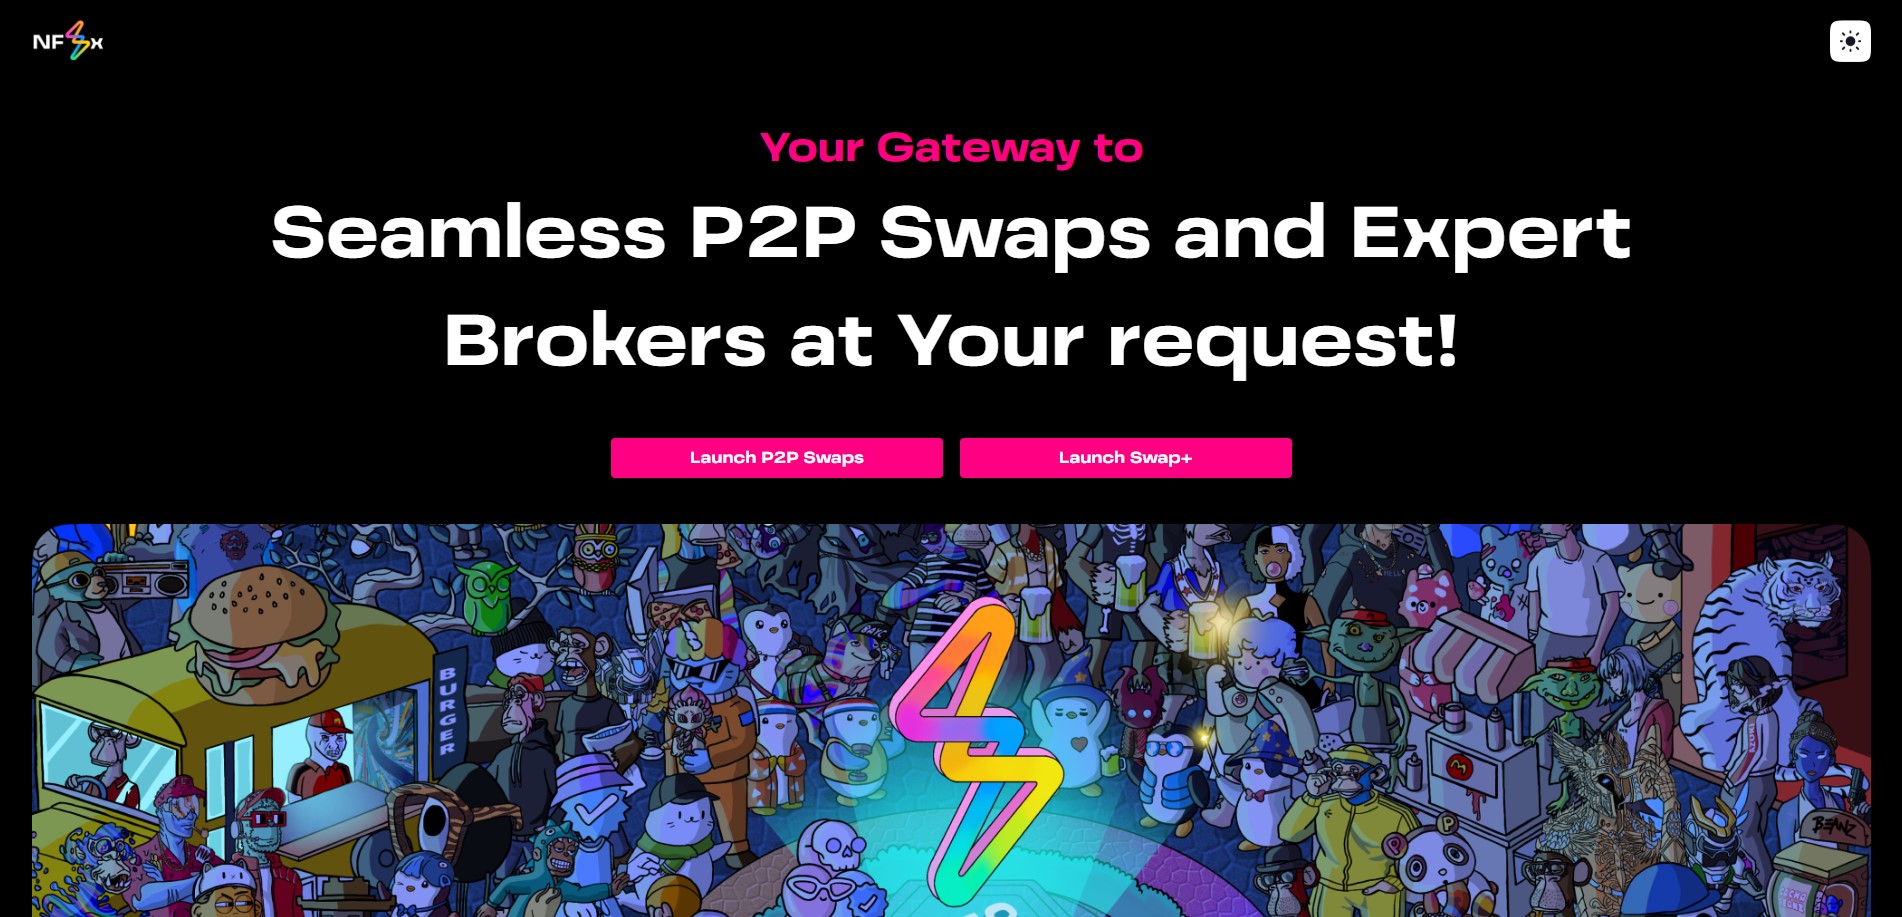 NF x
Your Gateway to
Seamless P2P Swaps and Expert
Brokers at Your request!
Launch P2P Swaps
Launch Swap+
BURGER
BEANZ
P
P